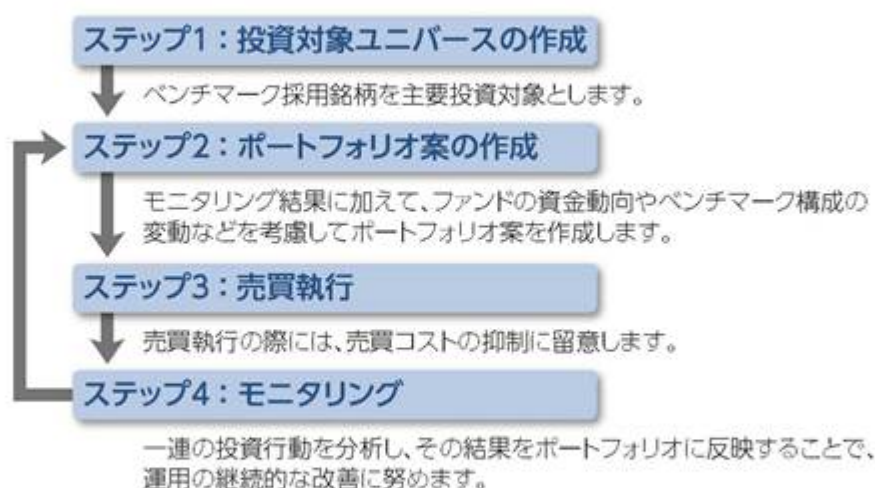 ステップ1：投資対象ユニバースの作成
ベンチマーク採用銘柄を主要投資対象とします。
ステップ2：ポートフォリオ案の作成
モニタリング結果に加えて、ファンドの資金動向やベンチマーク構成の
変動などを考慮してポートフォリオ案を作成します。
ステップ3：売買執行
売買執行の際には、売買コストの抑制に留意します。
ステップ4：モニタリング
一連の投資行動を分析し、その結果をポートフォリオに反映することで、
運用の継続的な改善に努めます。